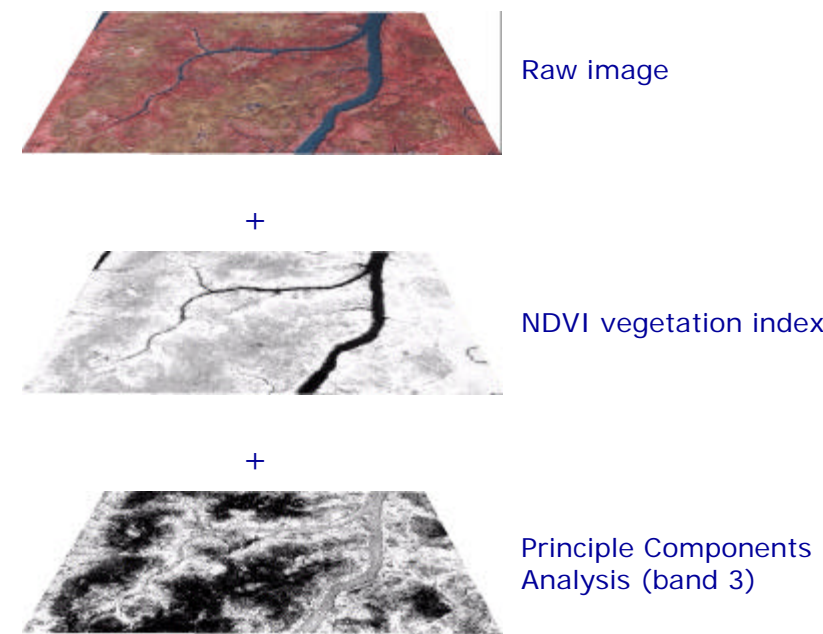 Raw image
+
NDVI vegetation index
+
Principle Components
Analysis (band 3)